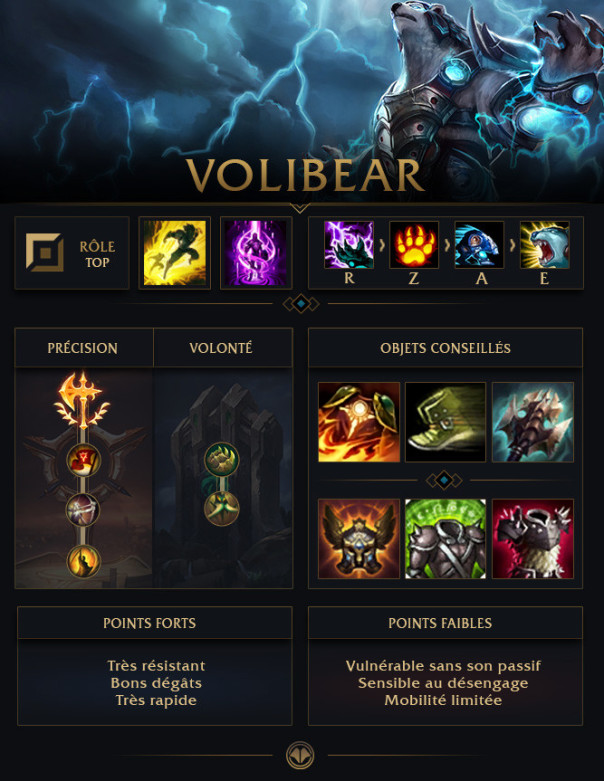 VOLIBEAR
RÔLE
TOP
R
Z
A
E
PRÉCISION
VOLONTÉ
OBJETS CONSEILLÉS
POINTS FORTS
Très résistant
Bons dégâts
Très rapide
POINTS FAIBLES
Vulnérable sans son passif
Sensible au désengage
Mobilité limitée